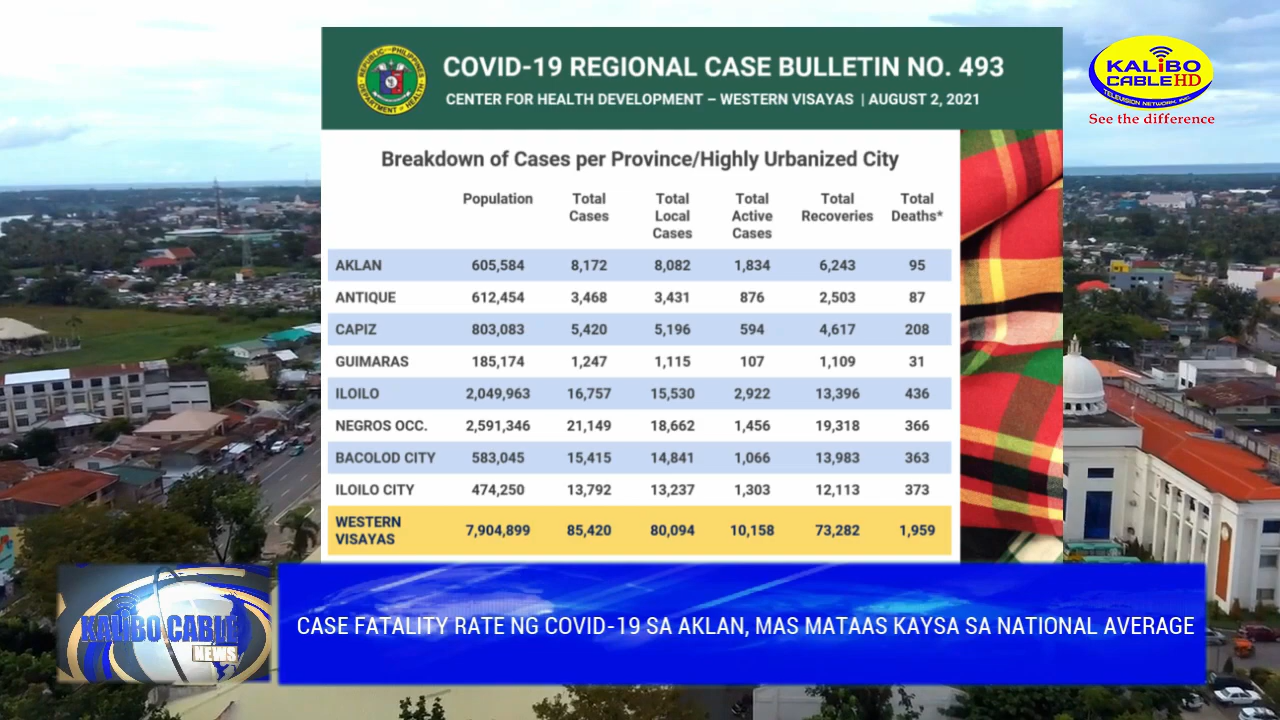 COVID-19 REGIONAL CASE BULLETIN NO. 493
CENTER FOR HEALTH DEVELOPMENT – WESTERN VISAYAS | AUGUST 2, 2021
REPUBLIC PHILIPPINES
DEPARTMENT OF HEALTH
KALIBO
CABLE HD
TELEVISION NETWORK, INC.
See the difference
Breakdown of Cases per Province/Highly Urbanized City
Population Total Cases Total Local Cases Total Active Cases Total Recoveries Total Deaths*
AKLAN 605,584 8,172 8,082 1,834 6,243 95
ANTIQUE 612,454 3,468 3,431 876 2,503 87
CAPIZ 803,083 5,420 5,196 594 4,617 208
GUIMARAS 185,174 1,247 1,115 107 1,109 31
ILOILO 2,049,963 16,757 15,530 2,922 13,396 436
NEGROS OCC. 2,591,346 21,149 18,662 1,456 19,318 366
BACOLOD CITY 583,045 15,415 14,841 1,066 13,983 363
ILOILO CITY 474,250 13,792 13,237 1,303 12,113 373
WESTERN VISAYAS 7,904,899 85,420 80,094 10,158 73,282 1,959
KALIBO CABLE
NEWS
CASE FATALITY RATE NG COVID-19 SA AKLAN, MAS MATAAS KAYSA SA NATIONAL AVERAGE